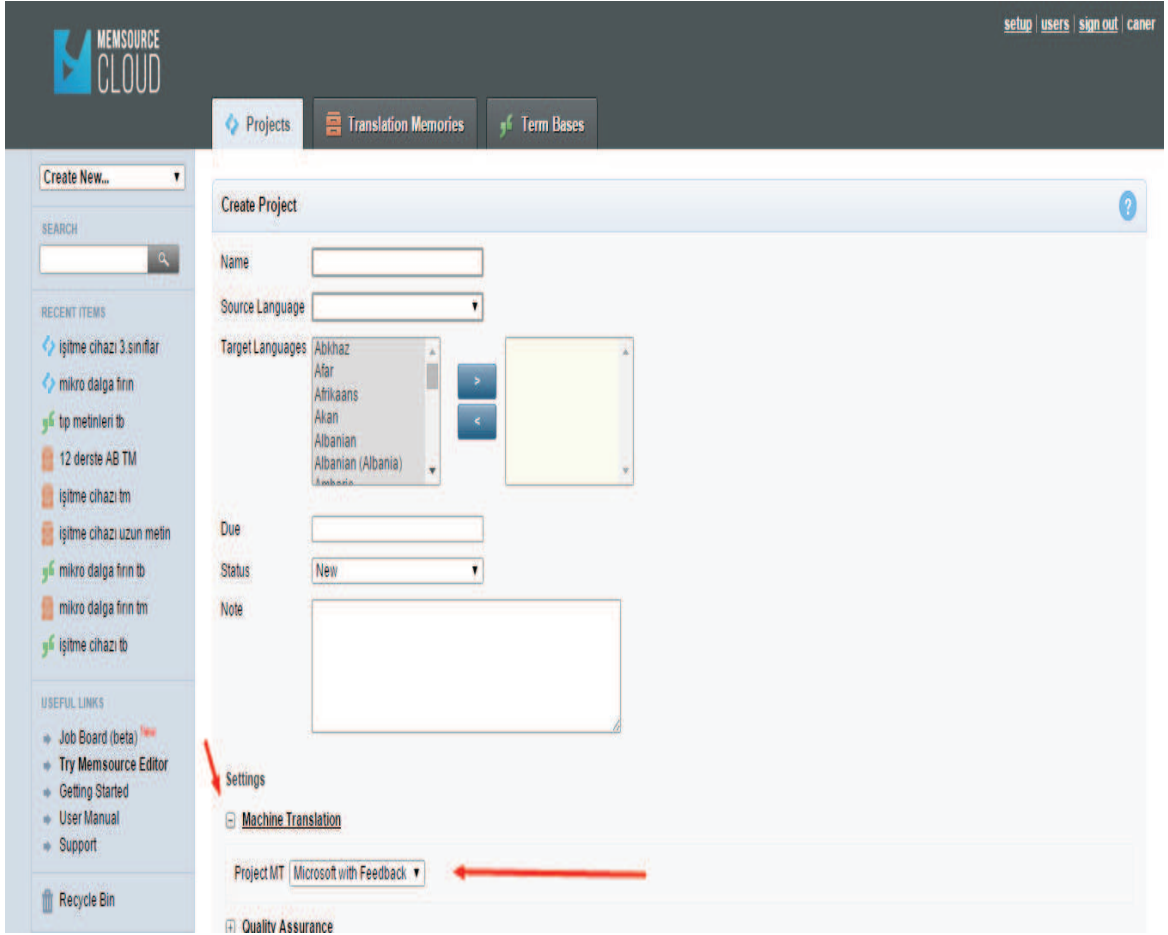 MEMSOURCE
CLOUD
setup | users | sign out | caner
Projects
Translation Memories
Term Bases
Create New...
SEARCH
RECENT ITEMS
işitme cihazı 3.sınıflar
mikro dalga fırın
tıp metinleri tb
12 derste AB TM
işitme cihazı tm
işitme cihazı uzun metin
mikro dalga fırın tb
mikro dalga fırın tm
işitme cihazı tb
USEFUL LINKS
Job Board (beta) New
Try Memsource Editor
Getting Started
User Manual
Support
Recycle Bin
Create Project
?
Name
Source Language
Target Languages
Abkhaz
Afar
Afrikaans
Akan
Albanian
Albanian (Albania)
Amharic
>
<
Due
Status New
Note
Settings
Machine Translation
Project MT Microsoft with Feedback
Quality Assurance